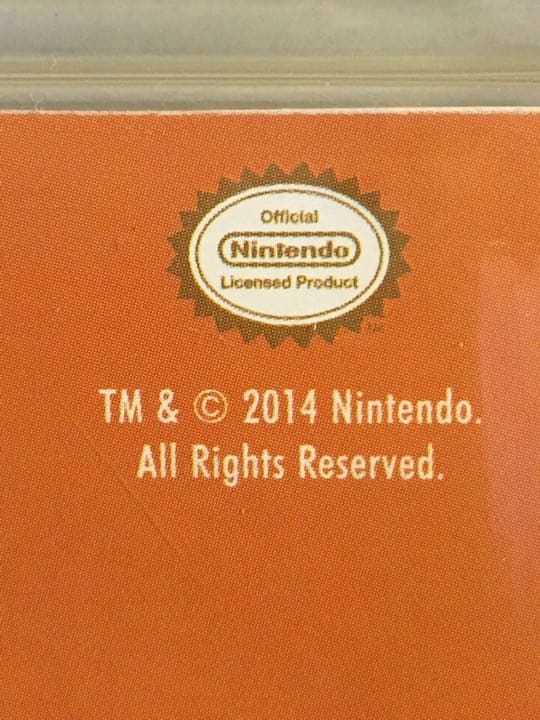 Official
Nintendo
Licensed Product
TM & © 2014 Nintendo.
All Rights Reserved.